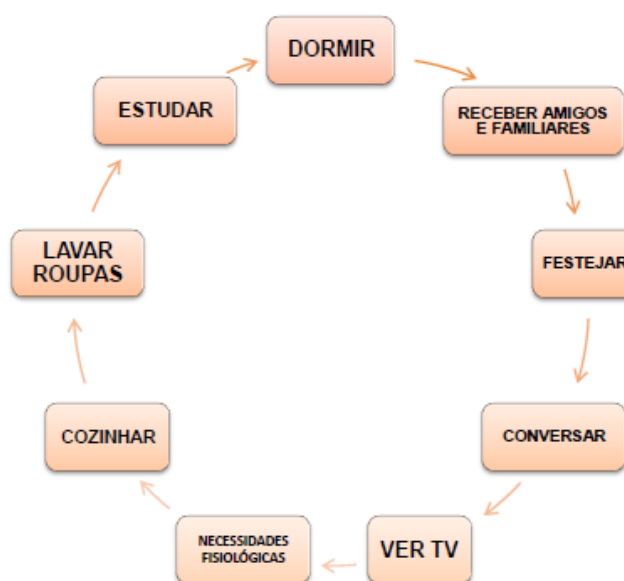 DORMIR
RECEBER AMIGOS
E FAMILIARES
FESTEJAR
CONVERSAR
VER TV
NECESSIDADES
FISIOLÓGICAS
COZINHAR
LAVAR
ROUPAS
ESTUDAR